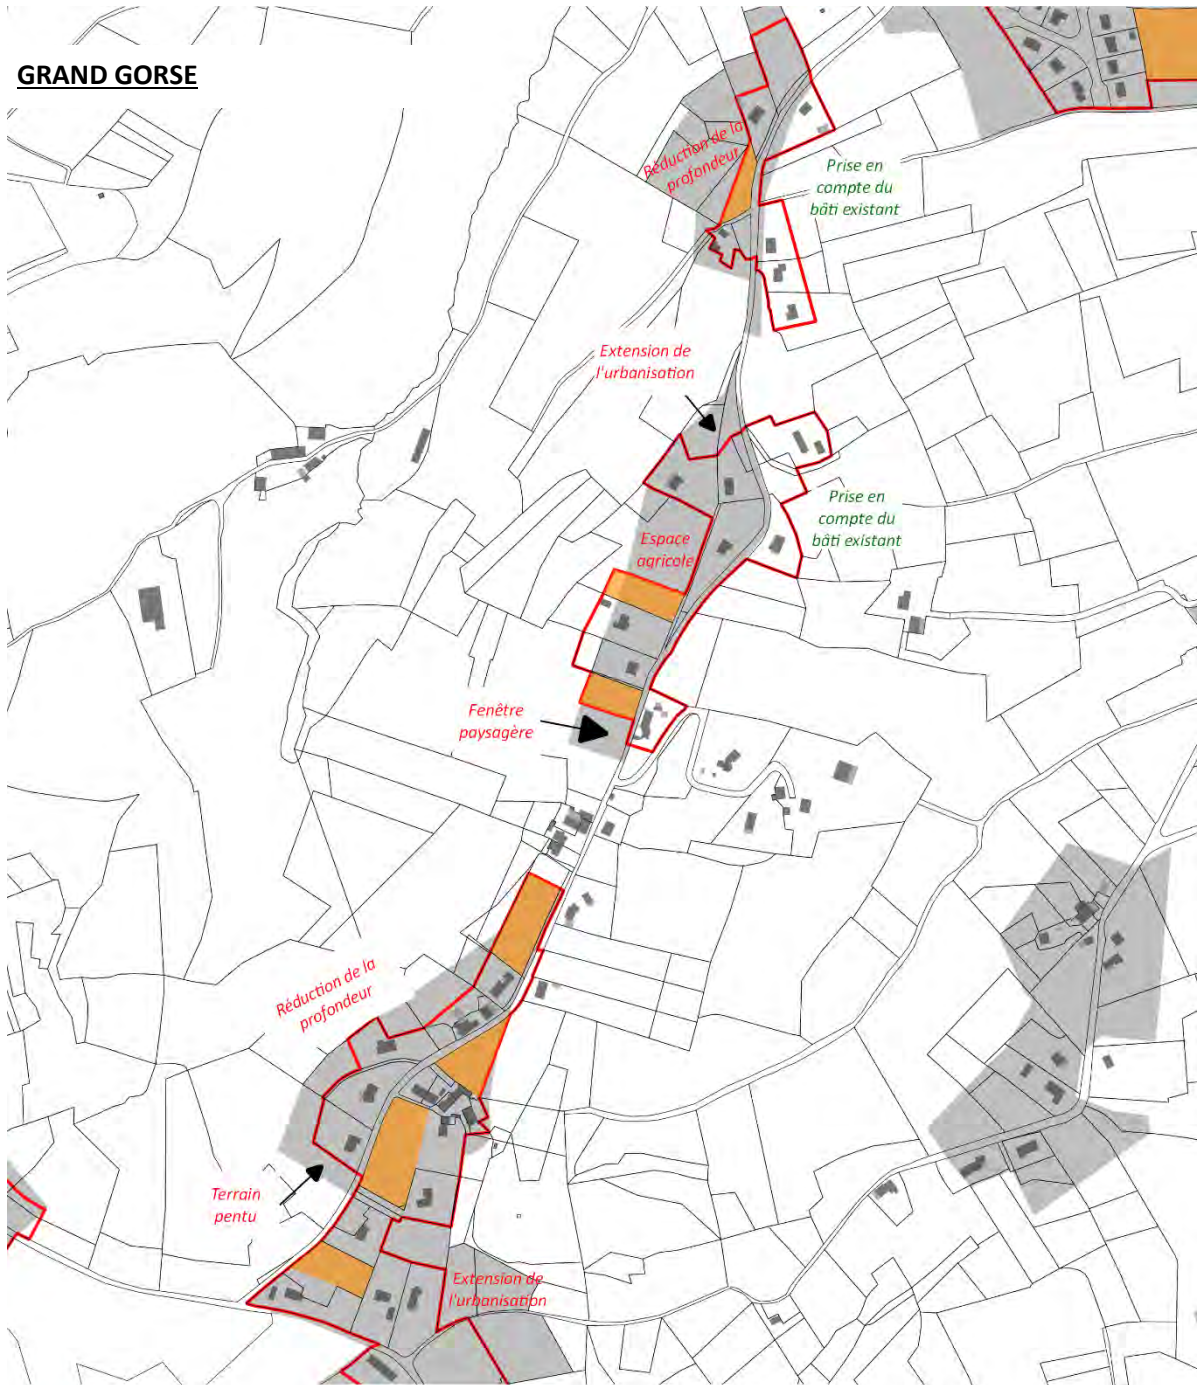 GRAND GORSE
Réduction de la
profondeur
Prise en
compte du
bâti existant
Extension de
l'urbanisation
Prise en
compte du
bâti existant
Espace
agricole
Fenêtre
paysagère
Réduction de la
profondeur
Terrain
pentu
Extension de
l'urbanisation